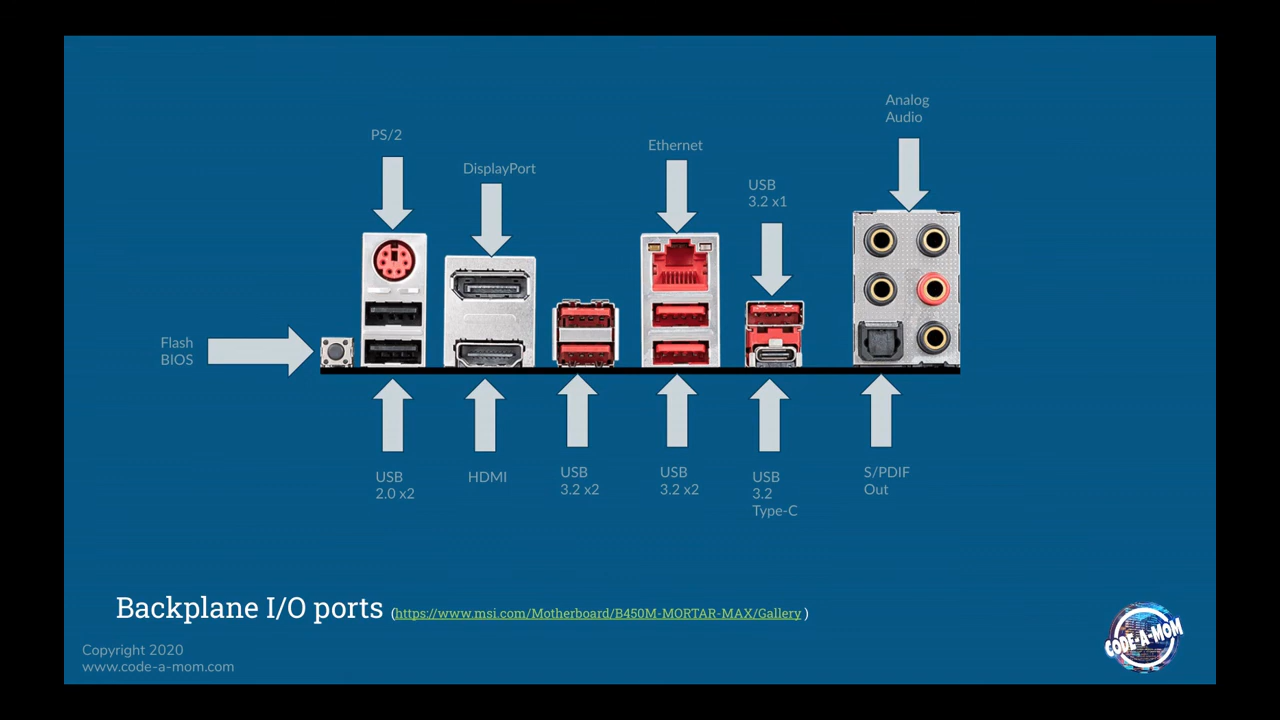 Analog
Audio
PS/2
Ethernet
DisplayPort
USB
3.2 x1
Flash
BIOS
USB
2.0 x2
HDMI
USB
3.2 x2
USB
3.2 x2
USB
3.2
Type-C
S/PDIF
Out
Backplane I/O ports (https://www.msi.com/Motherboard/B450M-MORTAR-MAX/Gallery )
CODE-A-MOM
Copyright 2020
www.code-a-mom.com